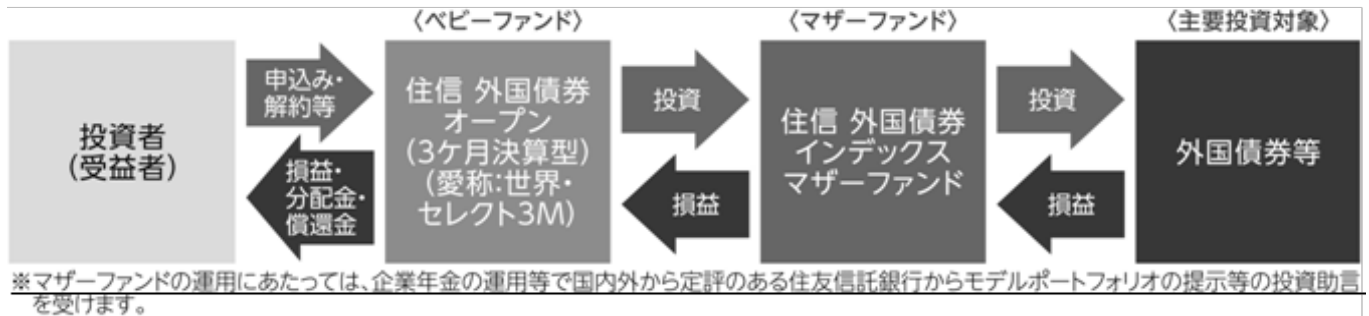 〈ベビーファンド〉
〈マザーファンド〉
〈主要投資対象〉
投資者
(受益者)
申込み・
解約等
損益・
分配金・
償還金
住信 外国債券
オープン
(3ケ月決算型)
(愛称:世界・
セレクト3M)
投資
損益
住信 外国債券
インデックス
マザーファンド
投資
損益
外国債券等
※マザーファンドの運用にあたっては、企業年金の運用等で国内外から定評のある住友信託銀行からモデルポートフォリオの提示等の投資助言
を受けます。